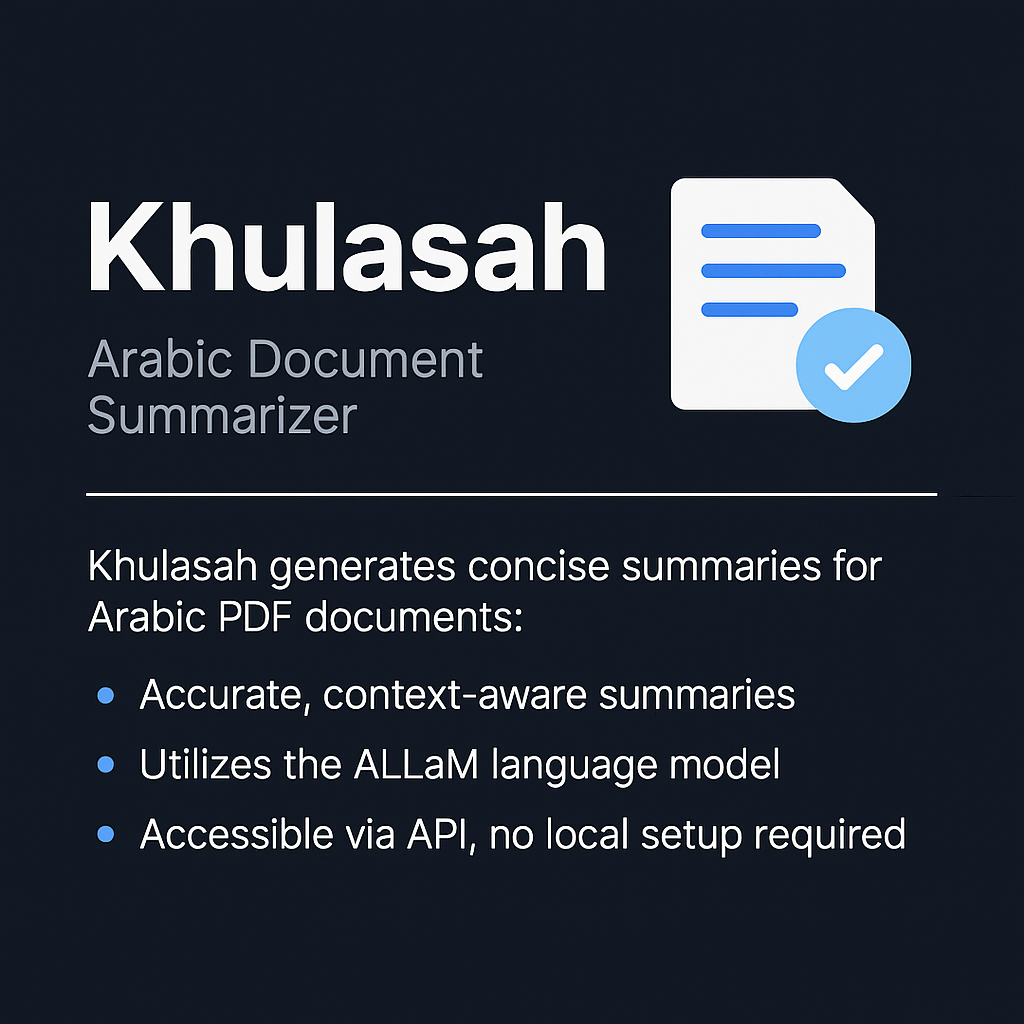 Khulasah
Arabic Document
Summarizer
Khulasah generates concise summaries for
Arabic PDF documents:
• Accurate, context-aware summaries
• Utilizes the ALLaM language model
• Accessible via API, no local setup required